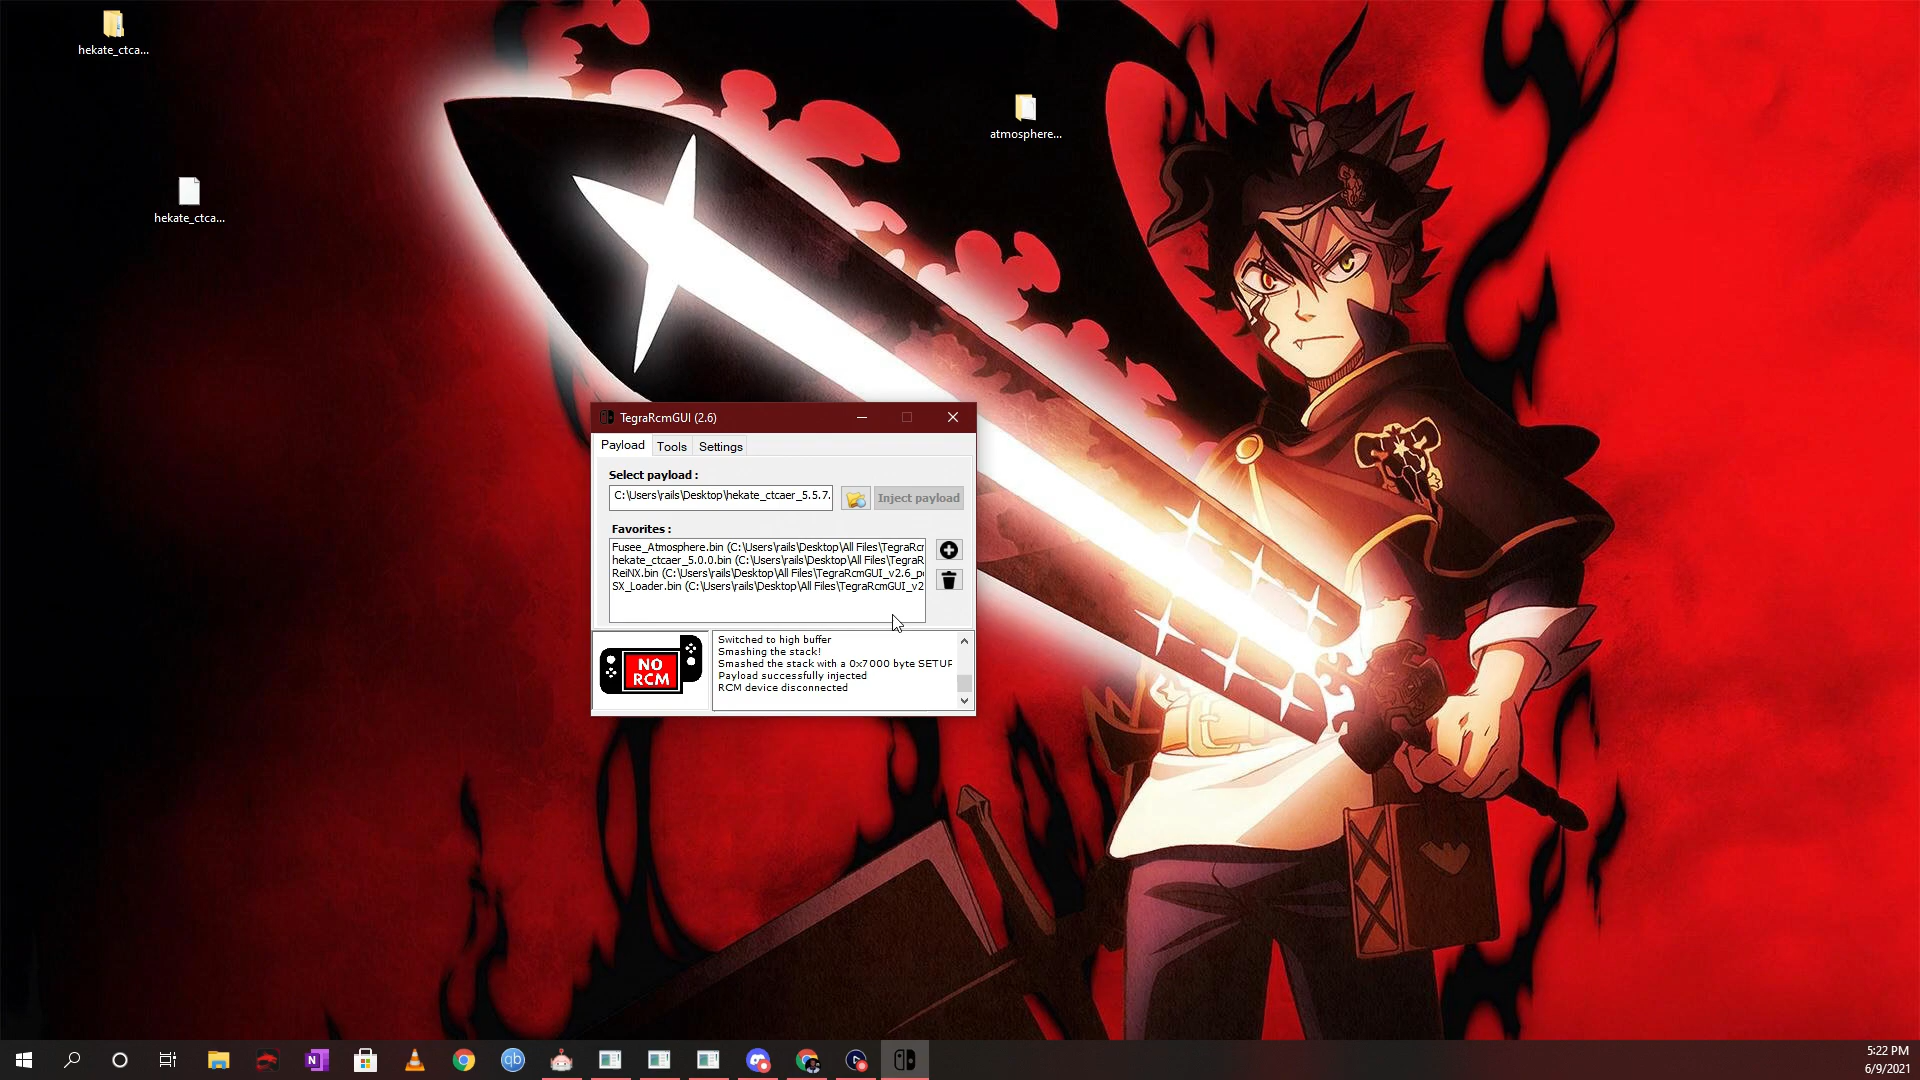 hekate_ctca...
atmosphere...
hekate_ctca...
TegraRcmGUI (2.6)
Payload Tools Settings
Select payload :
C:\Users\rails\Desktop\hekate_ctcaer_5.5.7. Inject payload
Favorites :
Fusee_Atmosphere.bin (C:\Users\rails\Desktop\All Files\TegraRcr
hekate_ctcaer_5.0.0.bin (C:\Users\rails\Desktop\All Files\TegraR
ReiNX.bin (C:\Users\rails\Desktop\All Files\TegraRcmGUI_v2.6_p
SX_Loader.bin (C:\Users\rails\Desktop\All Files\TegraRcmGUI_v2
NO
RCM
Switched to high buffer
Smashing the stack!
Smashed the stack with a 0x7000 byte SETUP
Payload successfully injected
RCM device disconnected
N
qb
5:22 PM
6/9/2021